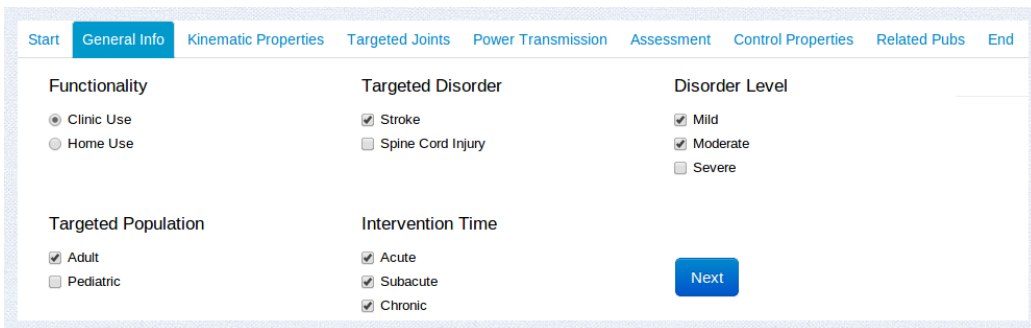 Start General Info Kinematic Properties Targeted Joints Power Transmission Assessment Control Properties Related Pubs End
Functionality
Clinic Use
Home Use
Targeted Disorder
Stroke
Spine Cord Injury
Disorder Level
Mild
Moderate
Severe
Targeted Population
Adult
Pediatric
Intervention Time
Acute
Subacute
Chronic
Next